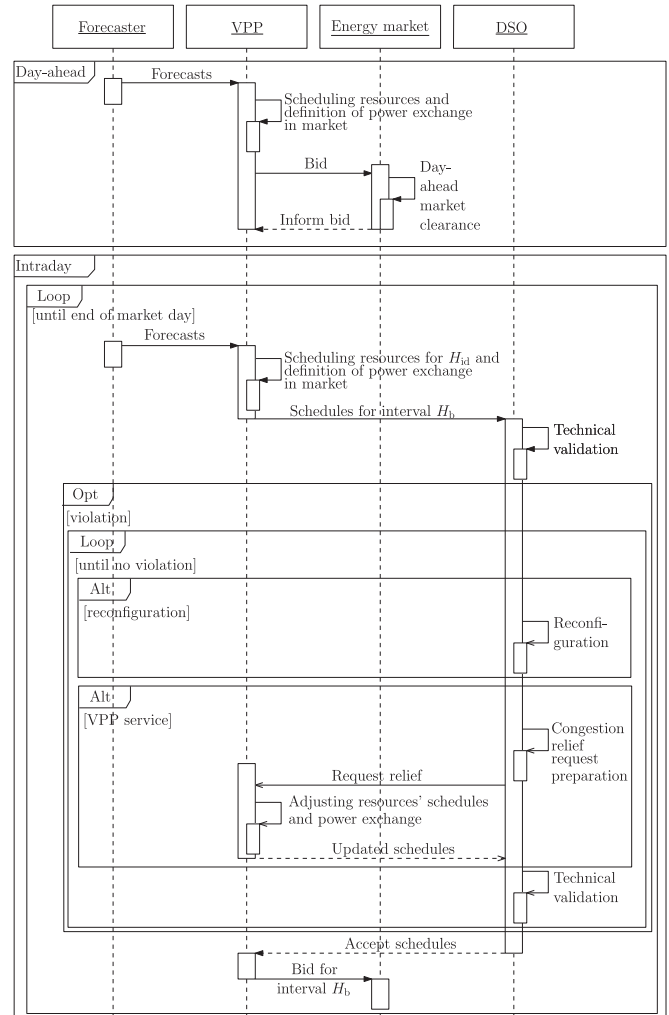 Forecaster
VPP
Energy market
DSO
Day-ahead
Forecasts
Scheduling resources and
definition of power exchange
in market
Bid
Day-
ahead
market
clearance
Inform bid
Intraday
Loop
[until end of market day]
Forecasts
Scheduling resources for H_id and
definition of power exchange
in market
Schedules for interval H_b
Technical
validation
Opt
[violation]
Loop
[until no violation]
Alt
[reconfiguration]
Reconfi-
guration
Alt
[VPP service]
Congestion
relief
request
preparation
Request relief
Adjusting resources' schedules
and power exchange
Updated schedules
Technical
validation
Accept schedules
Bid for
interval H_b